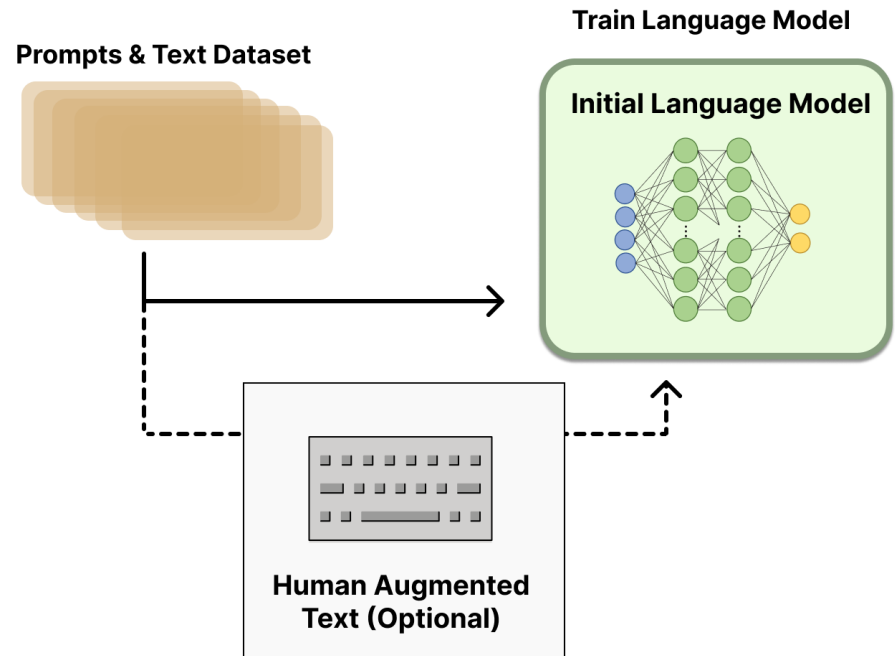 Train Language Model
Prompts & Text Dataset
Initial Language Model
Human Augmented
Text (Optional)